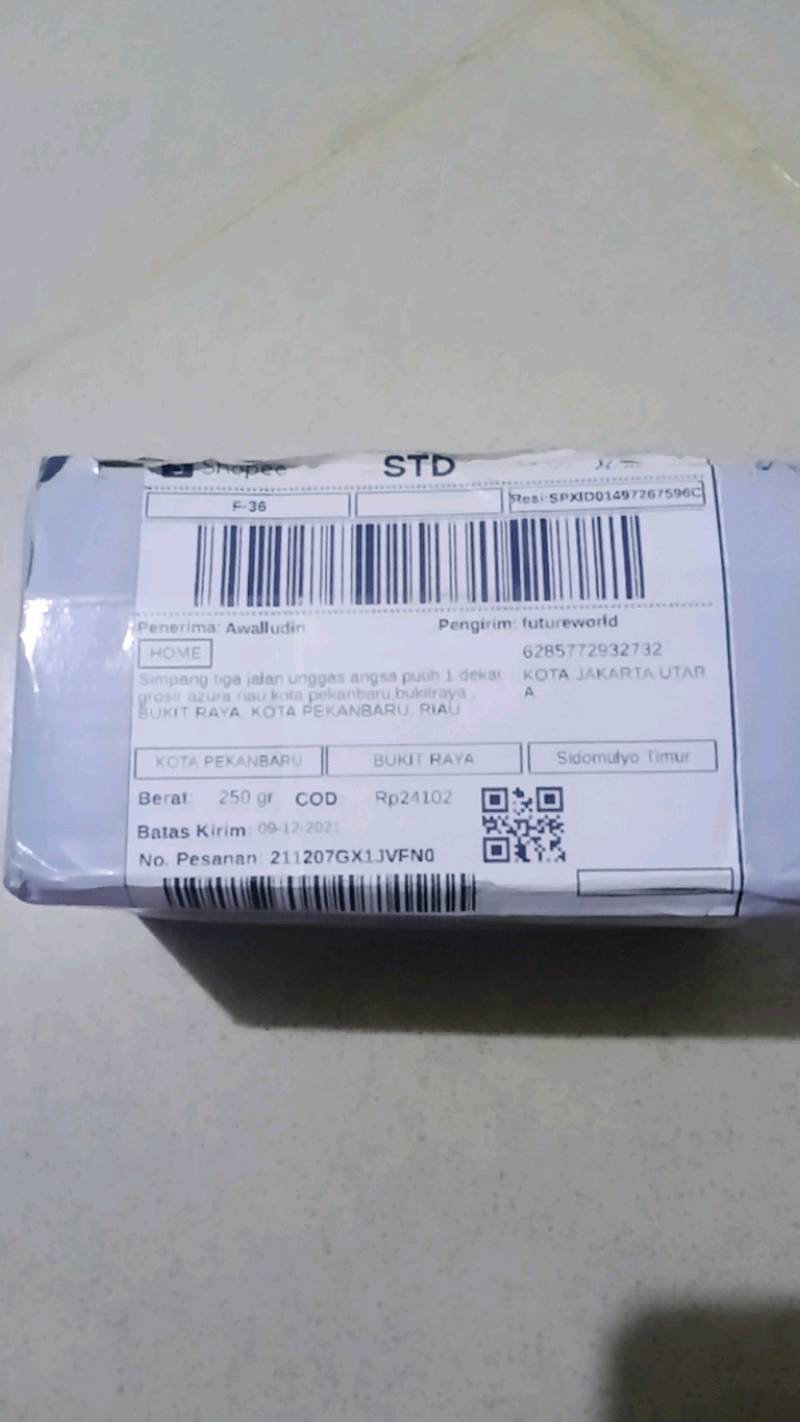 Shopee STD
F-36
Resi:SPXID01497267596C
Penerima: Awalludin
Pengirim: futureworld
HOME
6285772932732
Simpang tiga jalan unggas angsa putih 1 dekat
grosir azura riau kota pekanbaru,bukitraya
BUKIT RAYA, KOTA PEKANBARU, RIAU
KOTA JAKARTA UTAR
A
KOTA PEKANBARU
BUKIT RAYA
Sidomulyo Timur
Berat: 250 gr COD: Rp24102
Batas Kirim: 09-12-2021
No. Pesanan: 211207GX1JVFN0